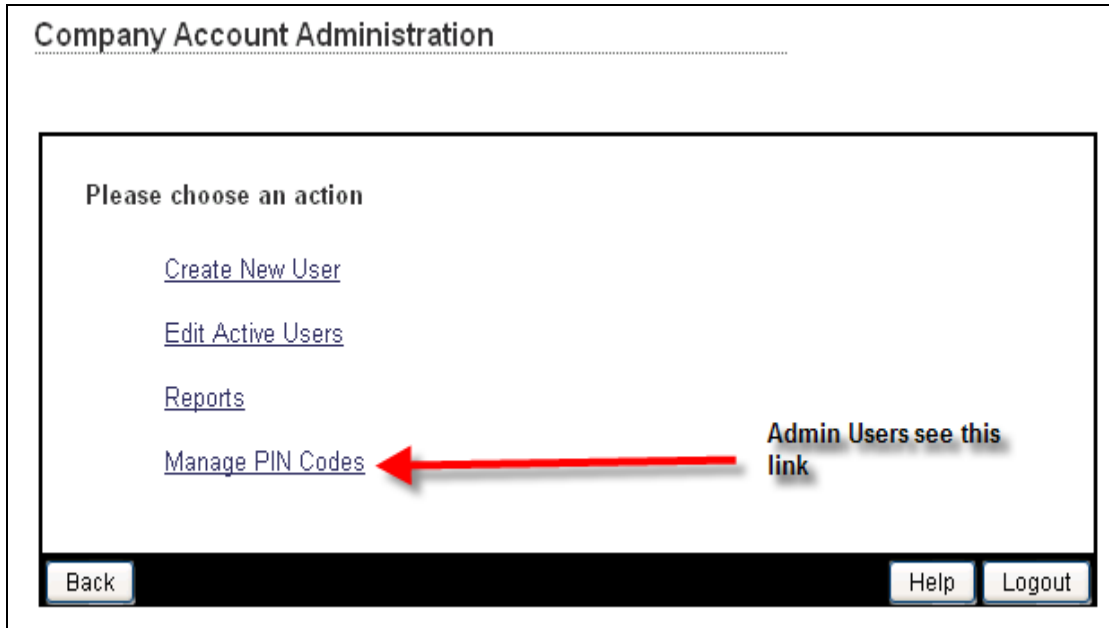 Company Account Administration
Please choose an action
Create New User
Edit Active Users
Reports
Admin Users see this
link
Manage PIN Codes
Back
Help
Logout